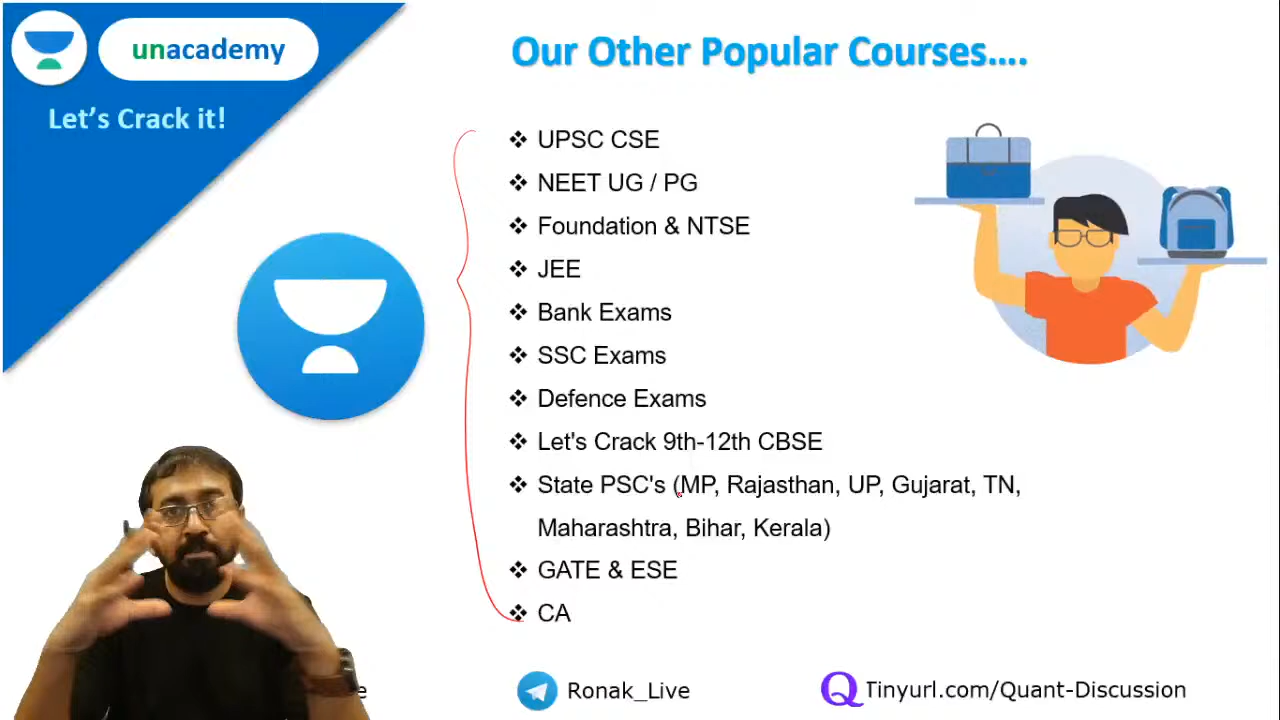 unacademy
Let's Crack it!
Our Other Popular Courses....
UPSC CSE
NEET UG / PG
Foundation & NTSE
JEE
Bank Exams
SSC Exams
Defence Exams
Let's Crack 9th-12th CBSE
State PSC's (MP, Rajasthan, UP, Gujarat, TN,
Maharashtra, Bihar, Kerala)
GATE & ESE
CA
Ronak_Live
Tinyurl.com/Quant-Discussion